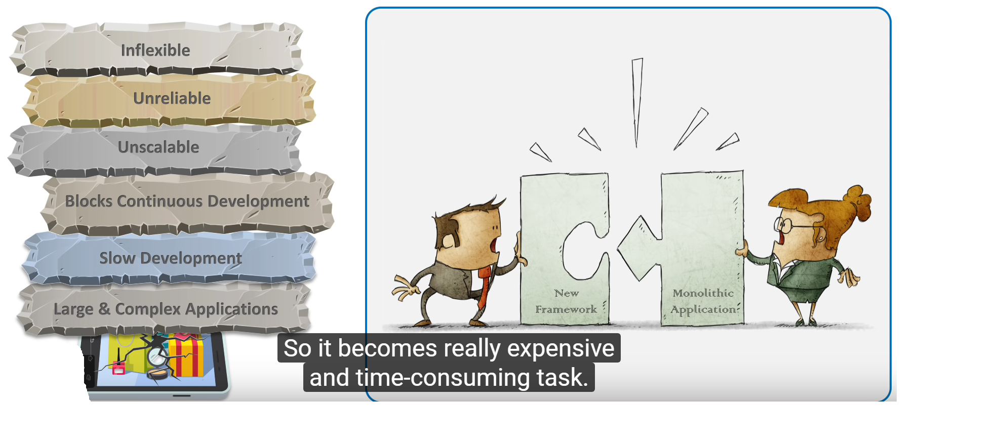 Inflexible
Unreliable
Unscalable
Blocks Continuous Development
Slow Development
Large & Complex Applications
New
Framework
Monolithic
Application
So it becomes really expensive
and time-consuming task.